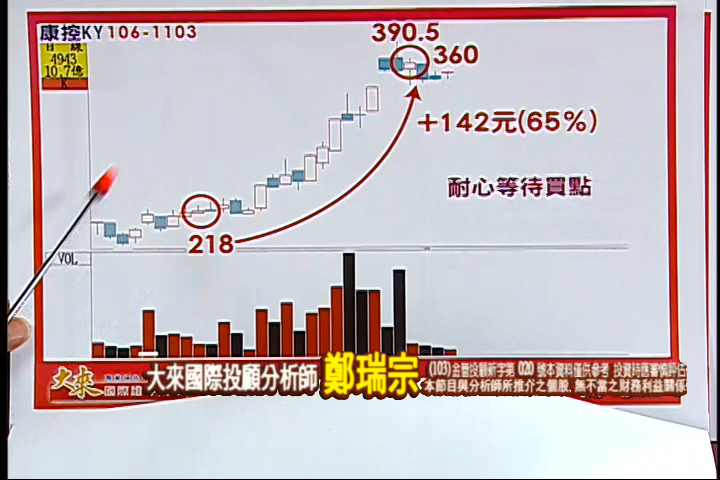 康控KY 106-1103
日 線
4943
10.7億
K
390.5
360
+142元(65%)
耐心等待買點
218
VOL
大來
國際證
大來國際投顧分析師 鄭瑞宗
(103)金管投顧新字第 020 號本資料僅供參考 投資時應審慎評估
本節目與分析師所推介之個股, 無不當之財務利益關係